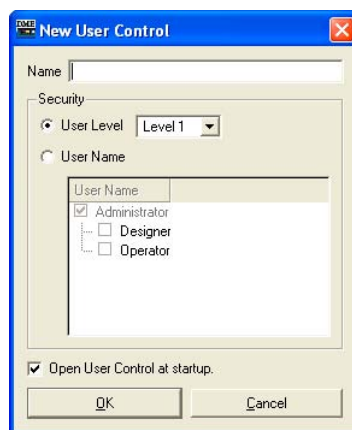 DME New User Control
Name
Security
User Level Level 1
User Name
User Name
Administrator
Designer
Operator
Open User Control at startup.
OK Cancel